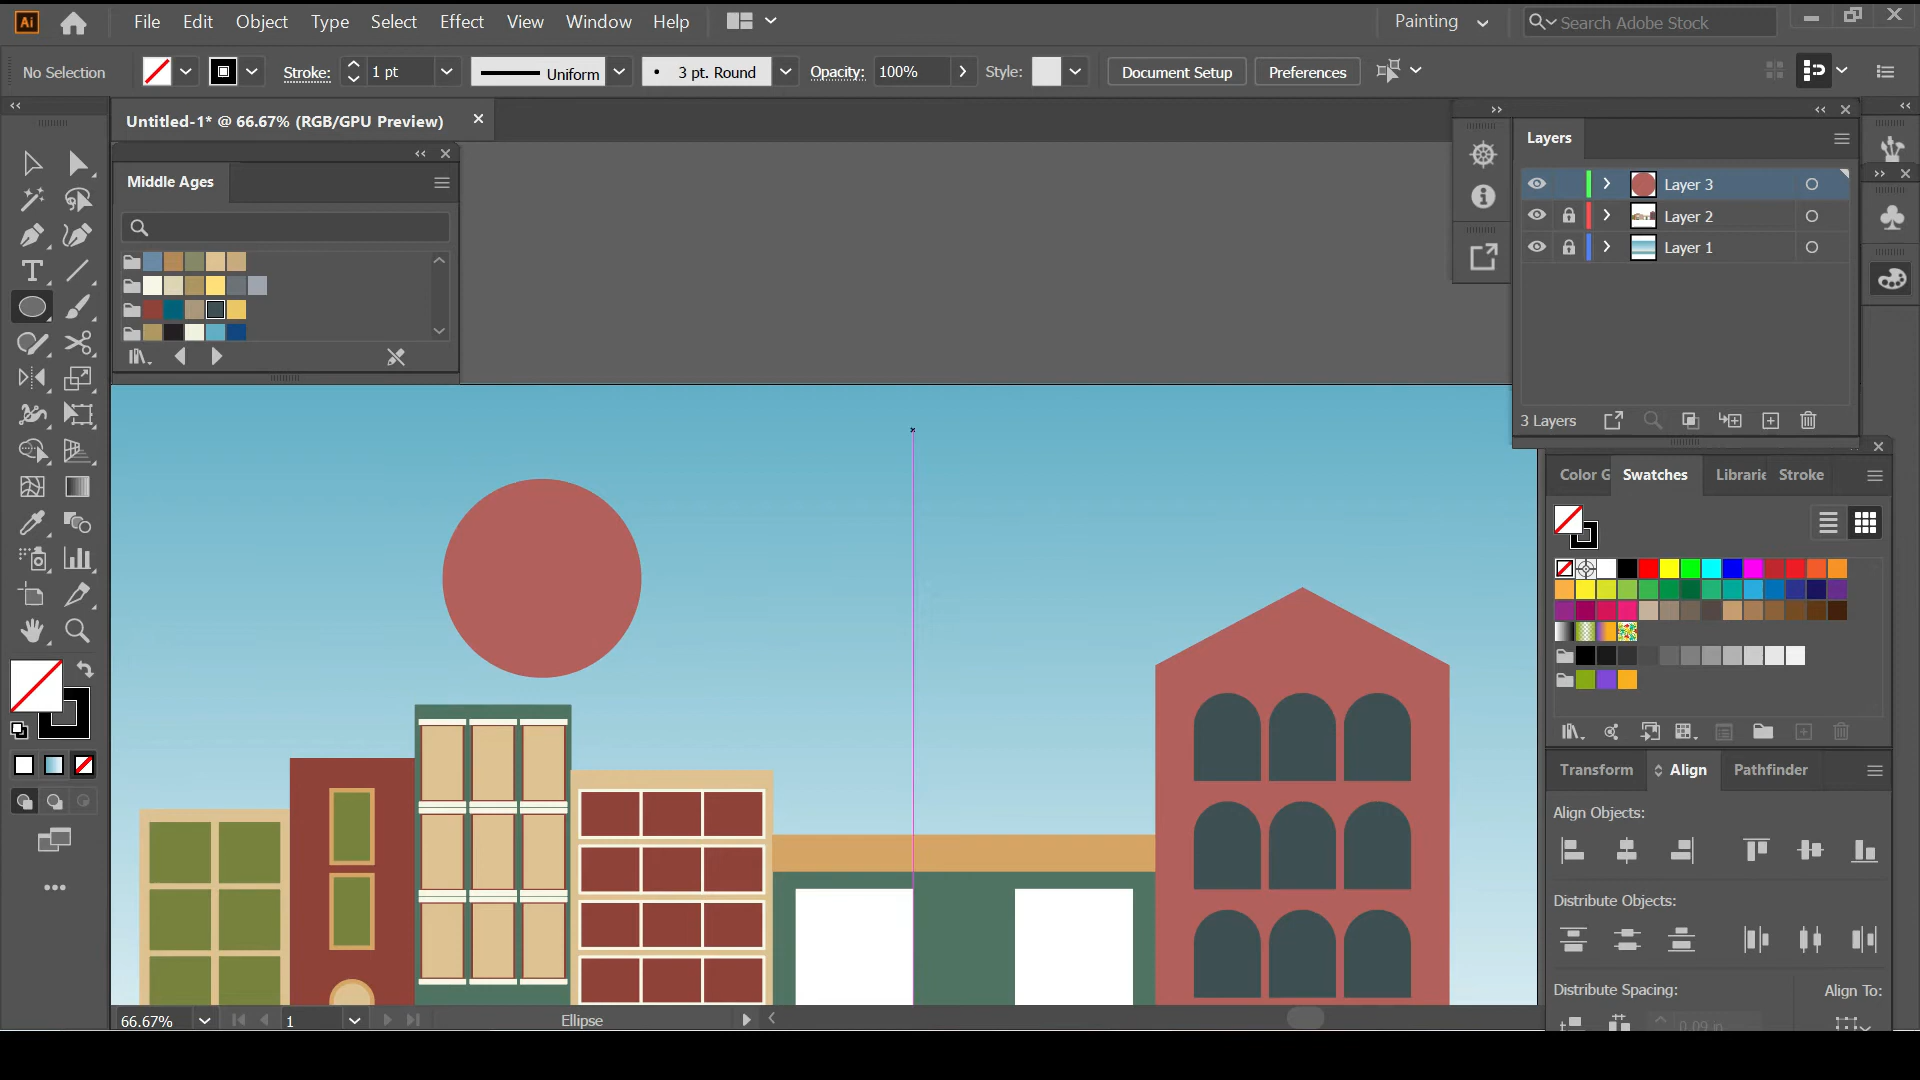 Ai File Edit Object Type Select Effect View Window Help Painting Search Adobe Stock
No Selection Stroke: 1 pt Uniform 3 pt. Round Opacity: 100% Style: Document Setup Preferences
Untitled-1* @ 66.67% (RGB/GPU Preview)
Middle Ages
Layers
Layer 3
Layer 2
Layer 1
3 Layers
Color G Swatches Librarie Stroke
Transform Align Pathfinder
Align Objects:
Distribute Objects:
Distribute Spacing: Align To:
0.09 in
66.67% 1 Ellipse